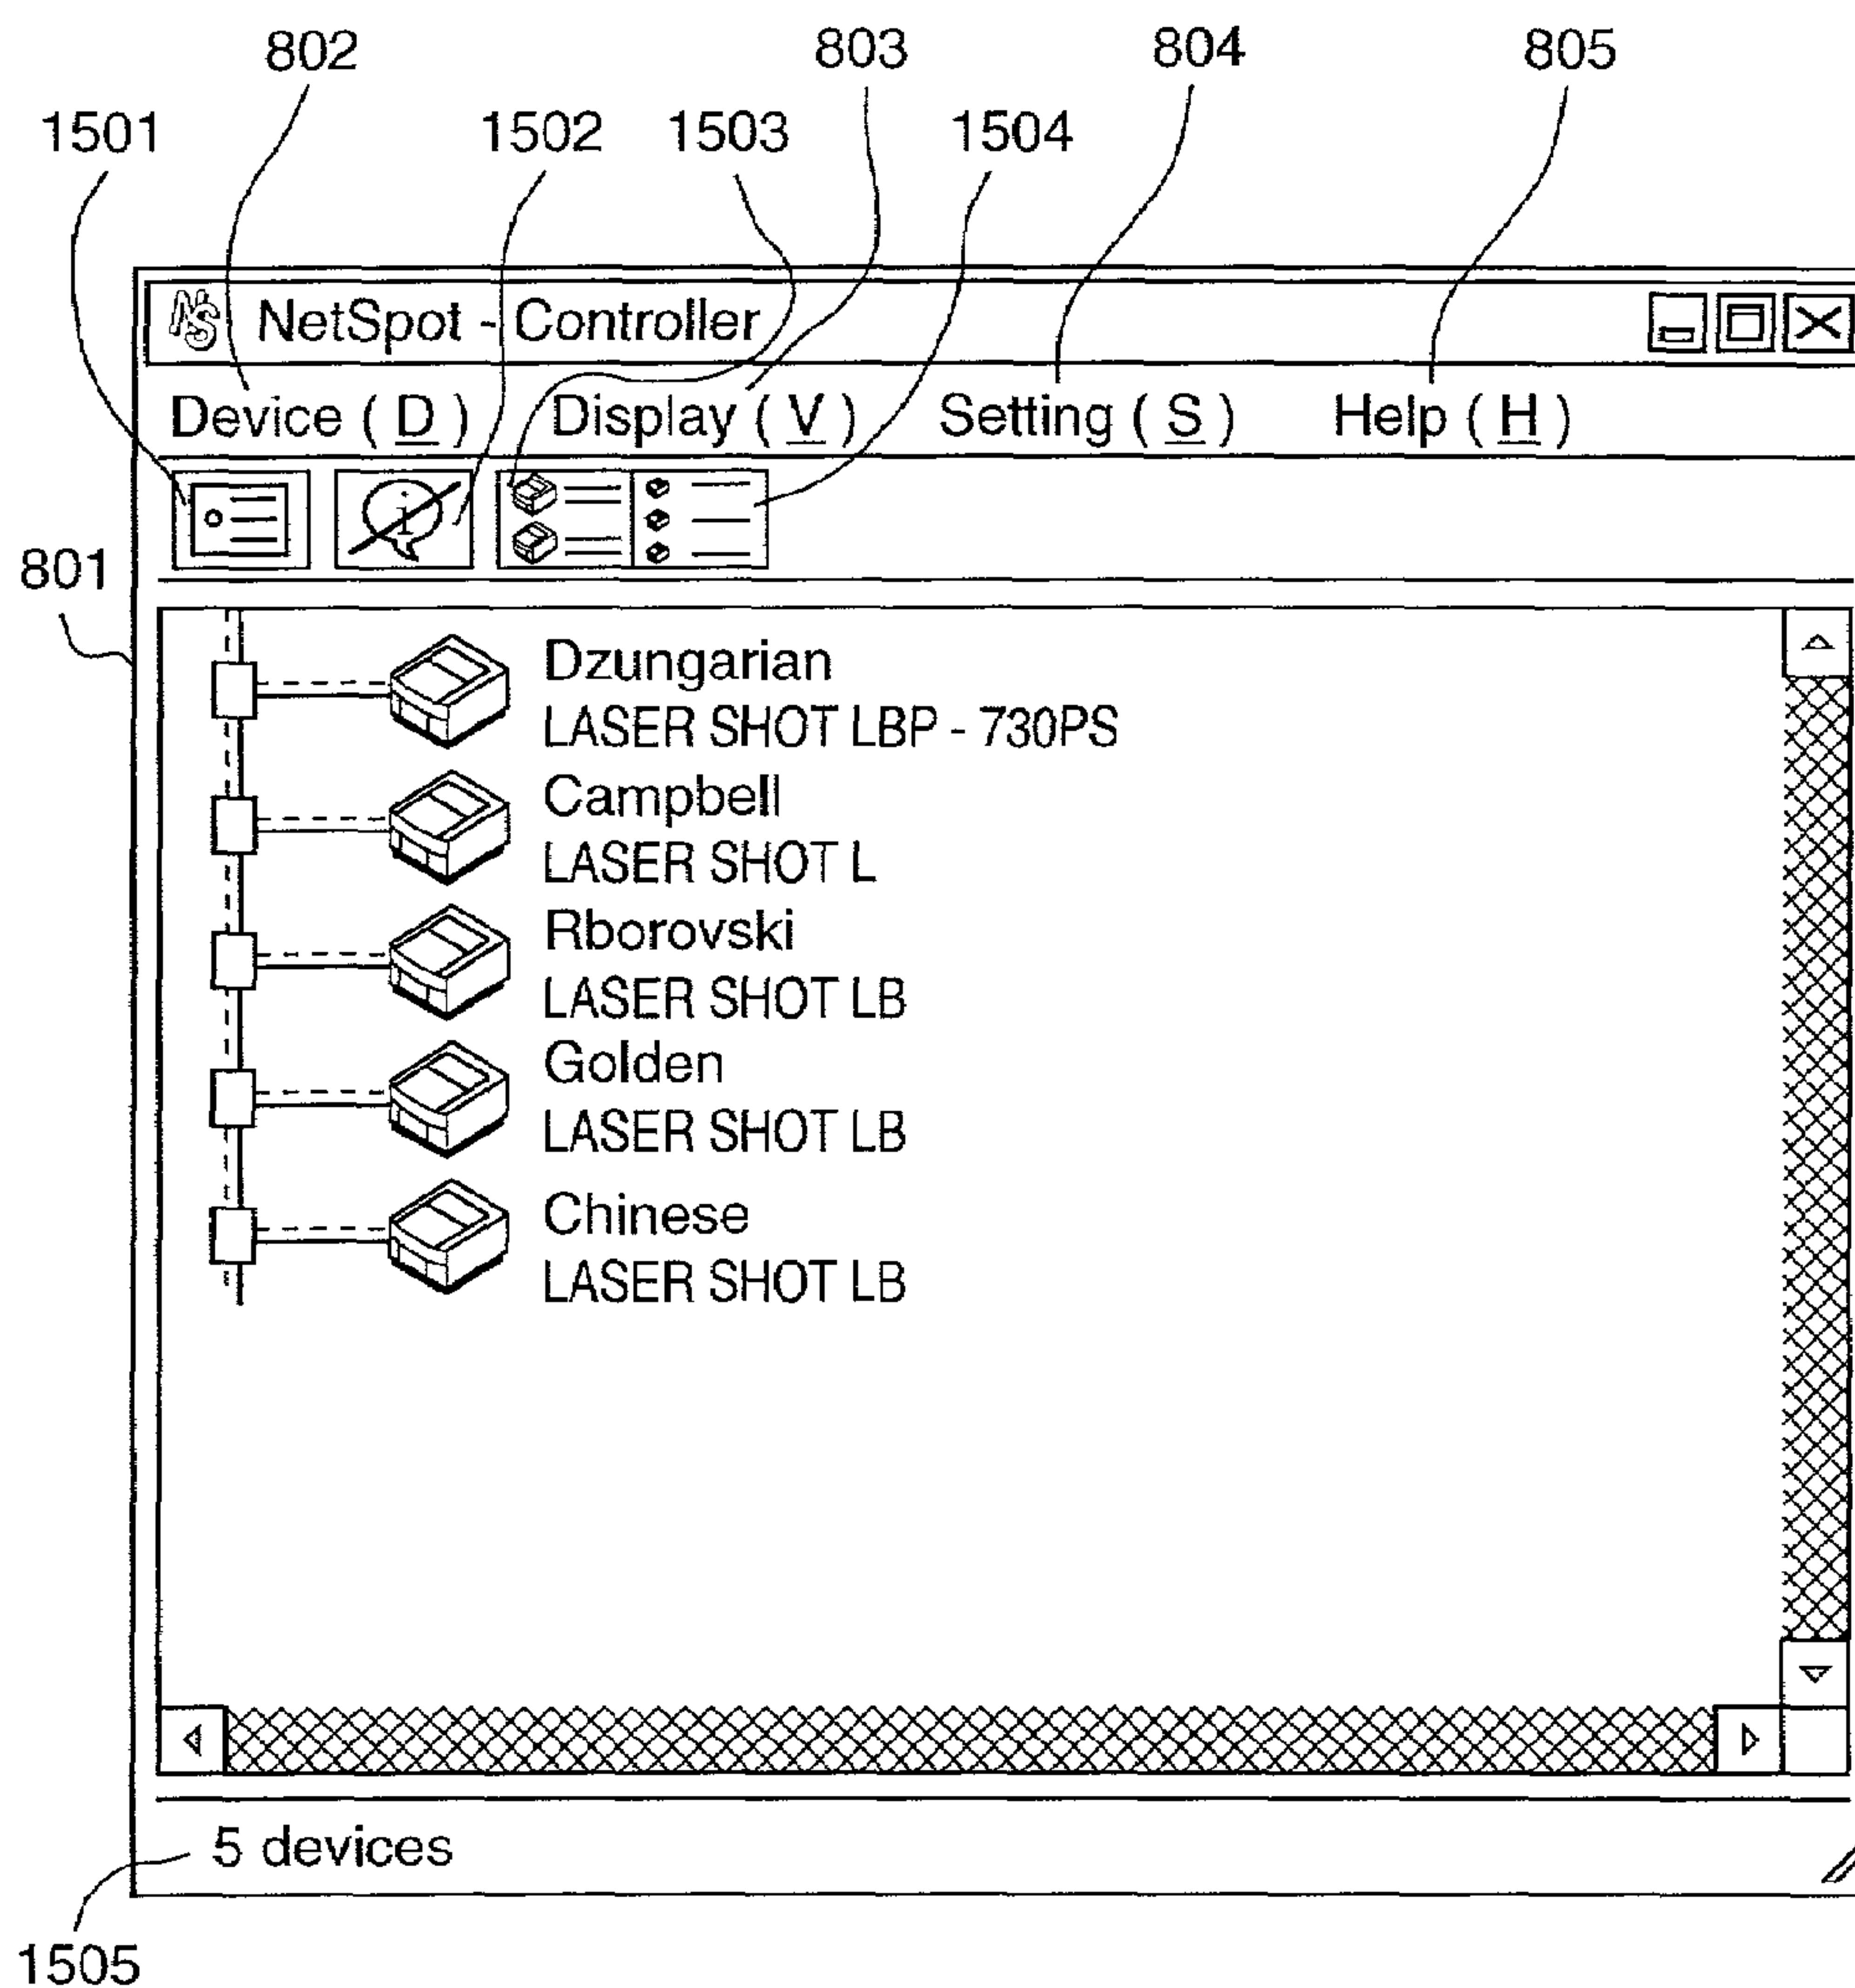 802 803 804 805
1501 1502 1503 1504
NS NetSpot - Controller
Device ( D ) Display ( V ) Setting ( S ) Help ( H )
i
801
Dzungarian
LASER SHOT LBP - 730PS
Campbell
LASER SHOT L
Rborovski
LASER SHOT LB
Golden
LASER SHOT LB
Chinese
LASER SHOT LB
5 devices
1505